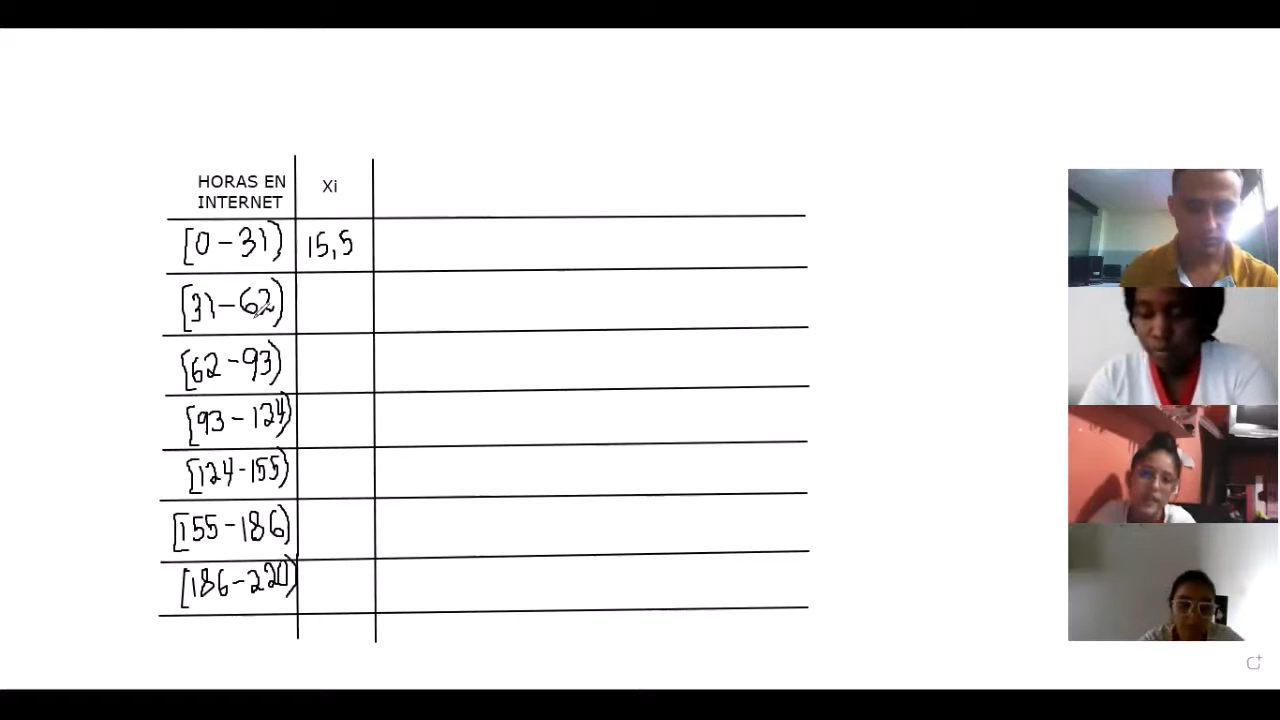 HORAS EN
INTERNET
Xi
[0-31) 15,5
[31-62)
[62-93)
[93-124)
[124-155)
[155-186)
[186-220)